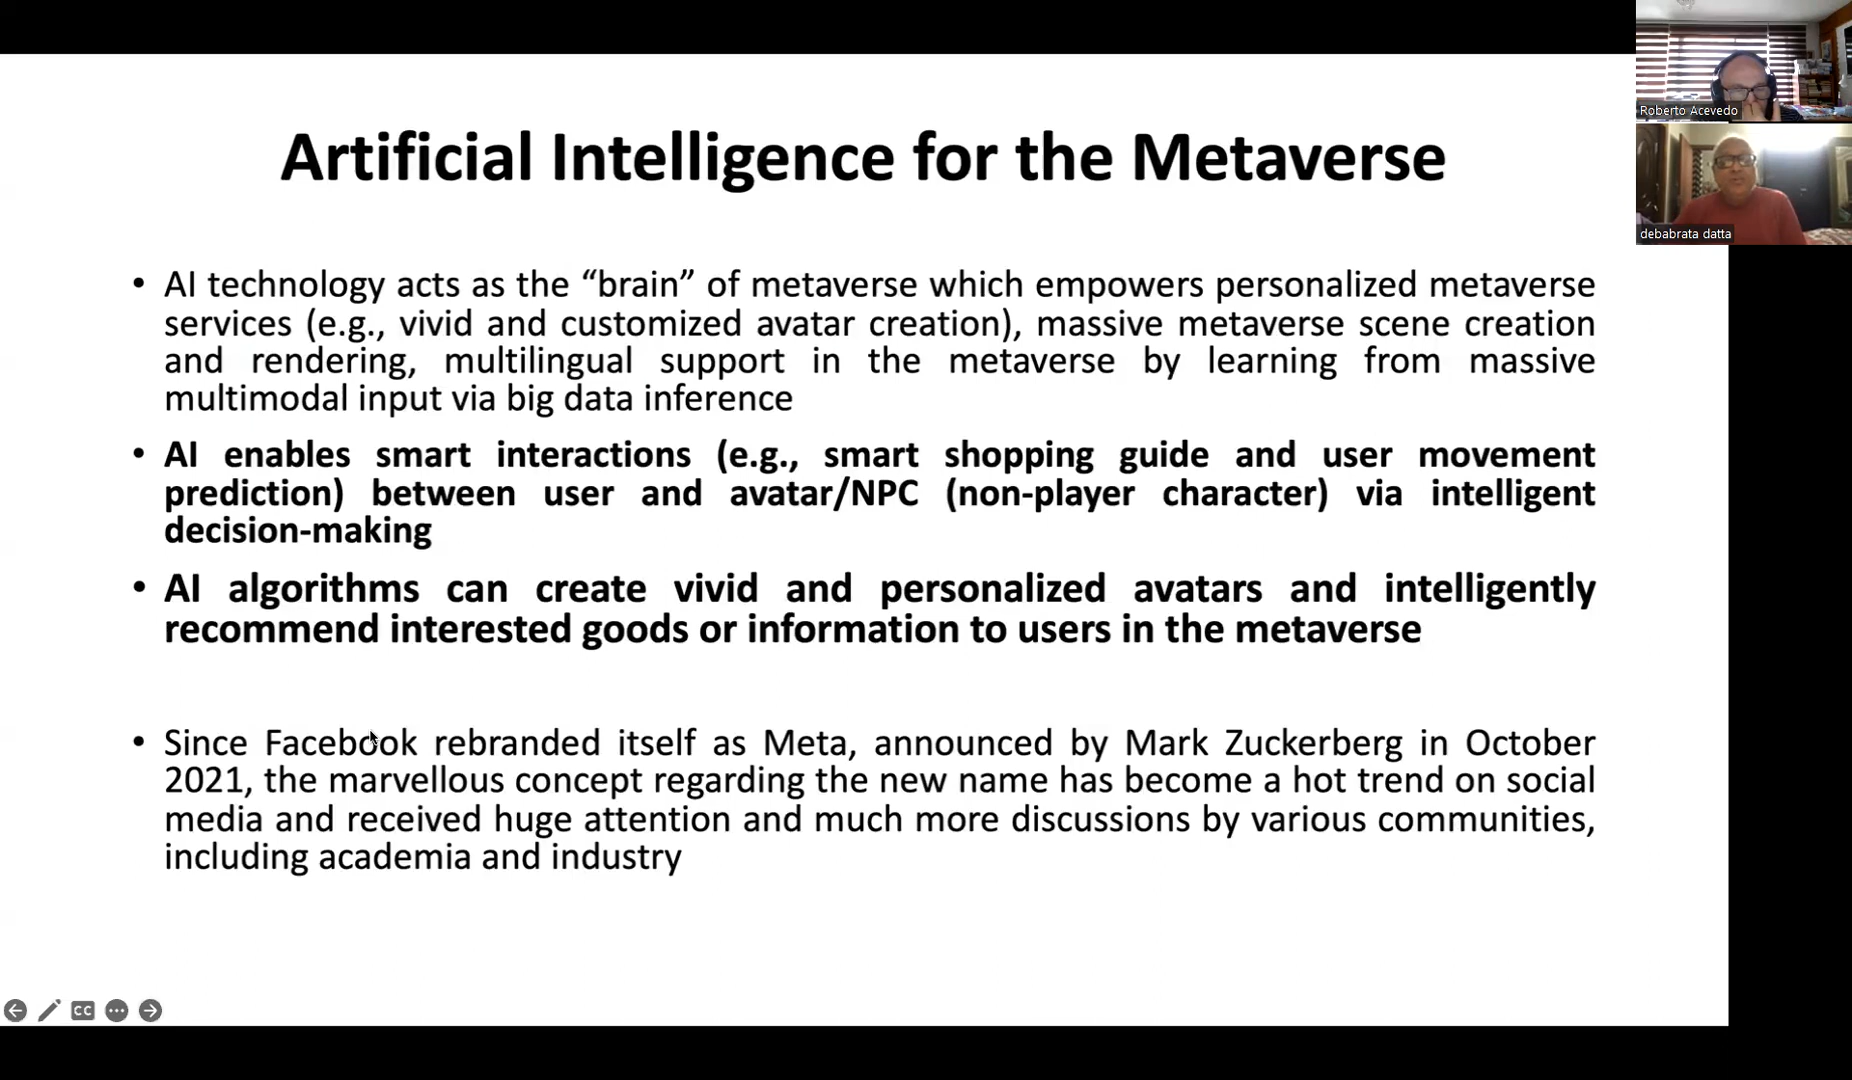 Artificial Intelligence for the Metaverse
• AI technology acts as the “brain” of metaverse which empowers personalized metaverse
services (e.g., vivid and customized avatar creation), massive metaverse scene creation
and rendering, multilingual support in the metaverse by learning from massive
multimodal input via big data inference
• AI enables smart interactions (e.g., smart shopping guide and user movement
prediction) between user and avatar/NPC (non-player character) via intelligent
decision-making
• AI algorithms can create vivid and personalized avatars and intelligently
recommend interested goods or information to users in the metaverse
• Since Facebook rebranded itself as Meta, announced by Mark Zuckerberg in October
2021, the marvellous concept regarding the new name has become a hot trend on social
media and received huge attention and much more discussions by various communities,
including academia and industry
Roberto Acevedo
debabrata datta
CC